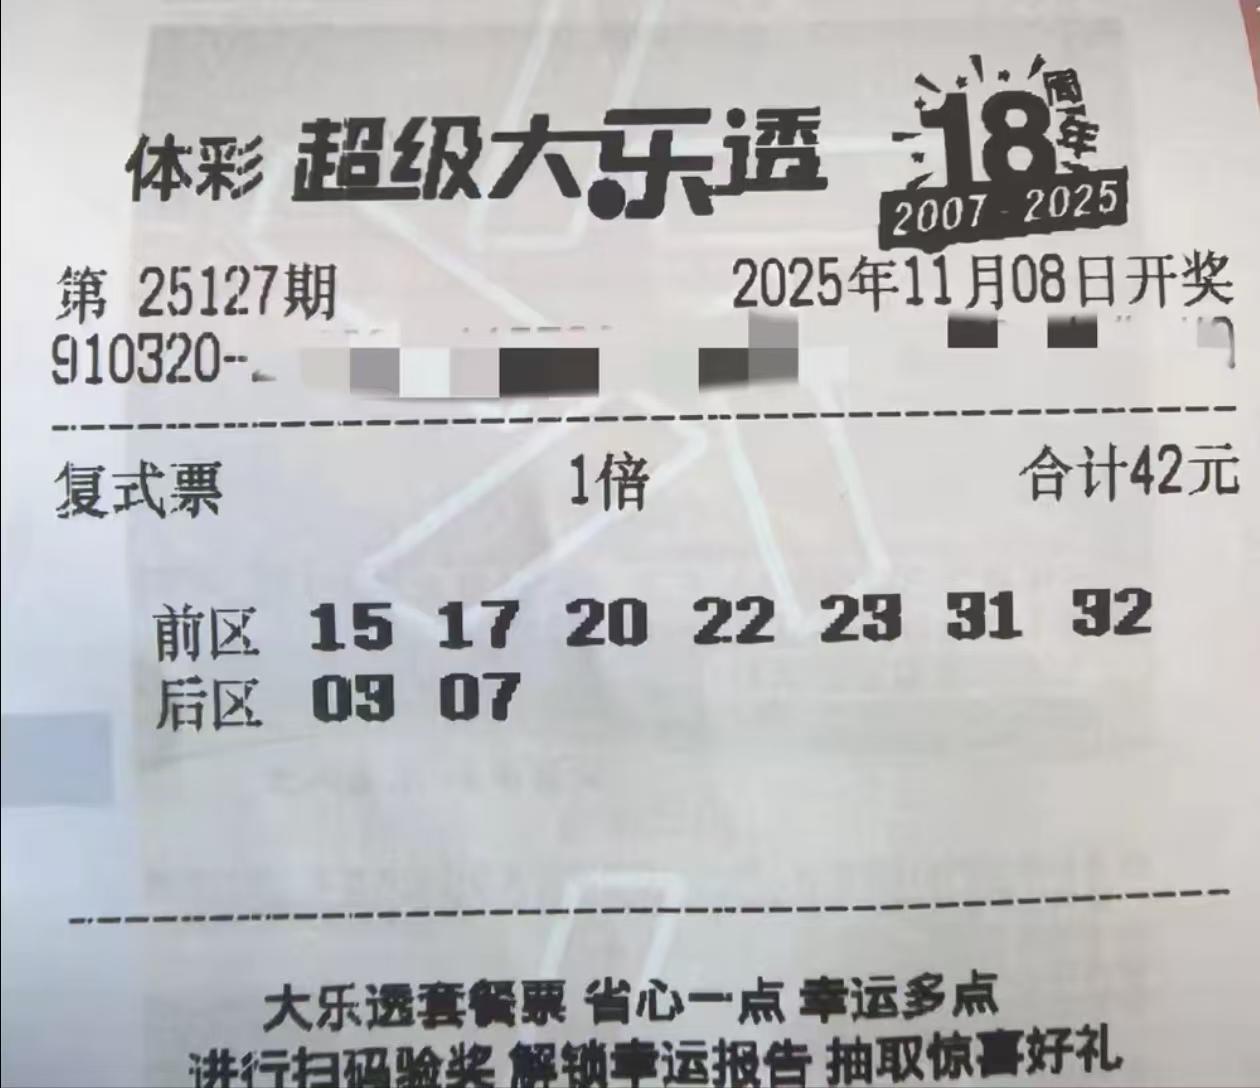 体彩 超级大乐透 18周年
2007-2025
第 25127期 2025年11月08日开奖
910320-
复式票 1倍 合计42元
前区 15 17 20 22 23 31 32
后区 03 07
大乐透套餐票 省心一点 幸运多点
进行扫码验奖 解锁幸运报告 抽取惊喜好礼